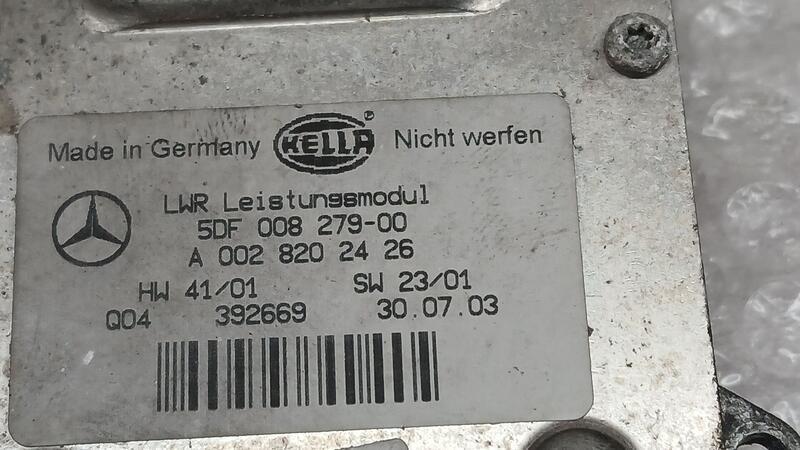 Made in Germany HELLA® Nicht werfen
LWR Leistungsmodul
5DF 008 279-00
A 002 820 24 26
HW 41/01 SW 23/01
Q04 392669 30.07.03